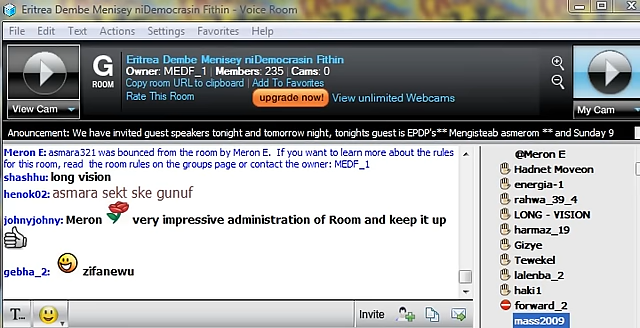 Eritrea Dembe Menisey niDemocrasin Fithin - Voice Room
File Edit Text Actions Settings Favorites Help
G
ROOM
Eritrea Dembe Menisey niDemocrasin Fithin
Owner: MEDF_1 | Members: 235 | Cams: 0
Copy room URL to clipboard | Add To Favorites
Rate This Room
upgrade now! View unlimited Webcams
View Cam
My Cam
Anouncement: We have invited guest speakers tonight and tomorrow night, tonights guest is EPDP's** Mengisteab asmerom ** and Sunday 9
Meron E: asmara321 was bounced from the room by Meron E. If you want to learn more about the rules
for this room, read the room rules on the groups page or contact the owner: MEDF_1
shashhu: long vision
henok02: asmara sekt ske gunuf
johnyjohny: Meron very impressive administration of Room and keep it up
gebha_2: zifanewu
@Meron E
Hadnet Moveon
energia-1
rahwa_39_4
LONG - VISION
harmaz_19
Gizye
Tewekel
lalenba_2
haki1
forward_2
mass2009
T...
Invite